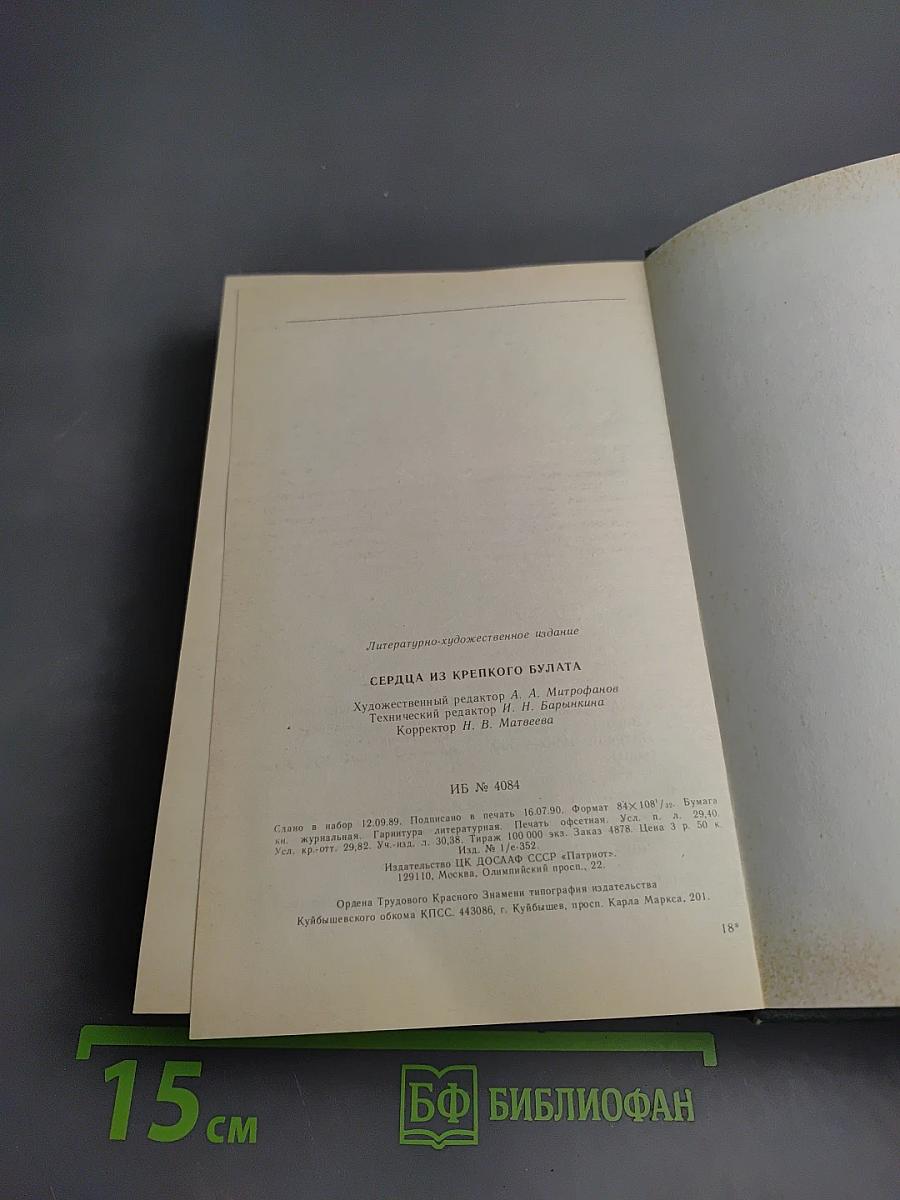 Литературно-художественное издание
СЕРДЦА ИЗ КРЕПКОГО БУЛАТА
Художественный редактор А. А. Митрофанов
Технический редактор И. Н. Барынкина
Корректор Н. В. Матвеева
ИБ № 4084
Сдано в набор 12.09.89. Подписано в печать 16.07.90. Формат 84×108¹/₃₂. Бумага
кн. журнальная. Гарнитура литературная. Печать офсетная. Усл. п. л. 29,40.
Усл. кр.-отт. 29,82. Уч.-изд. л. 30,38. Тираж 100 000 экз. Заказ 4878. Цена 3 р. 50 к.
Изд. № 1/е-352.
Издательство ЦК ДОСААФ СССР «Патриот».
129110, Москва, Олимпийский просп., 22.
Ордена Трудового Красного Знамени типография издательства
Куйбышевского обкома КПСС. 443086, г. Куйбышев, просп. Карла Маркса, 201.
18*
15 см
БФ БИБЛИОФАН